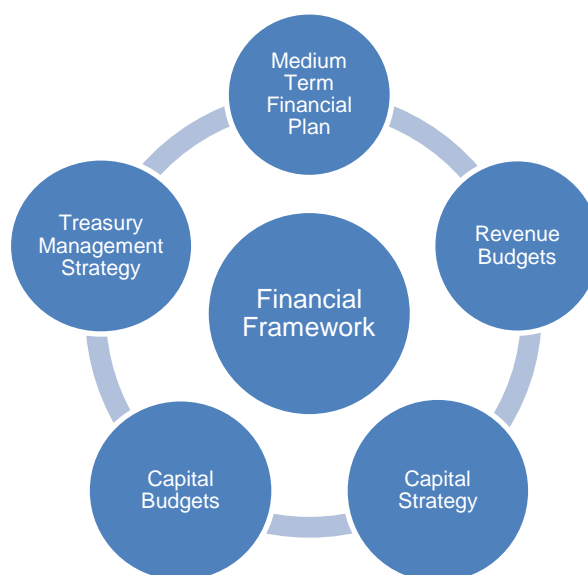 Medium
Term
Financial
Plan
Treasury
Management
Strategy
Revenue
Budgets
Financial
Framework
Capital
Budgets
Capital
Strategy